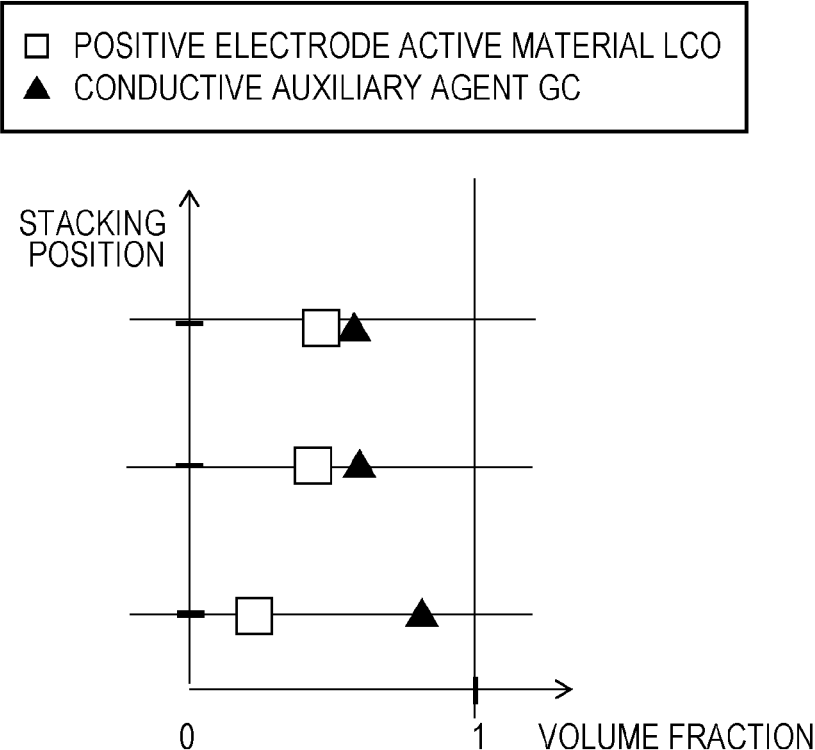 POSITIVE ELECTRODE ACTIVE MATERIAL LCO
CONDUCTIVE AUXILIARY AGENT GC
STACKING
POSITION
0
1
VOLUME FRACTION